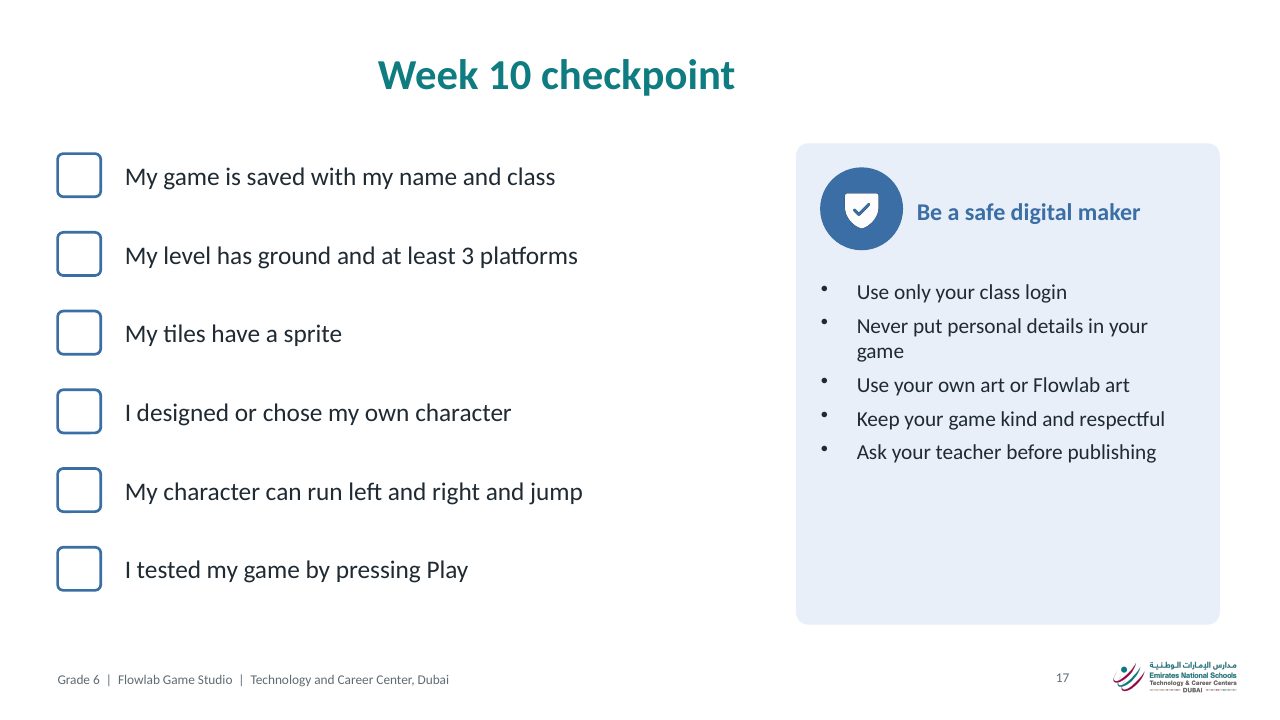 Week 10 checkpoint
My game is saved with my name and class
My level has ground and at least 3 platforms
My tiles have a sprite
I designed or chose my own character
My character can run left and right and jump
I tested my game by pressing Play
Be a safe digital maker
• Use only your class login
• Never put personal details in your
game
• Use your own art or Flowlab art
• Keep your game kind and respectful
• Ask your teacher before publishing
Grade 6 | Flowlab Game Studio | Technology and Career Center, Dubai
17
مدارس الإمارات الوطنية
Emirates National Schools
Technology & Career Centers
DUBAI